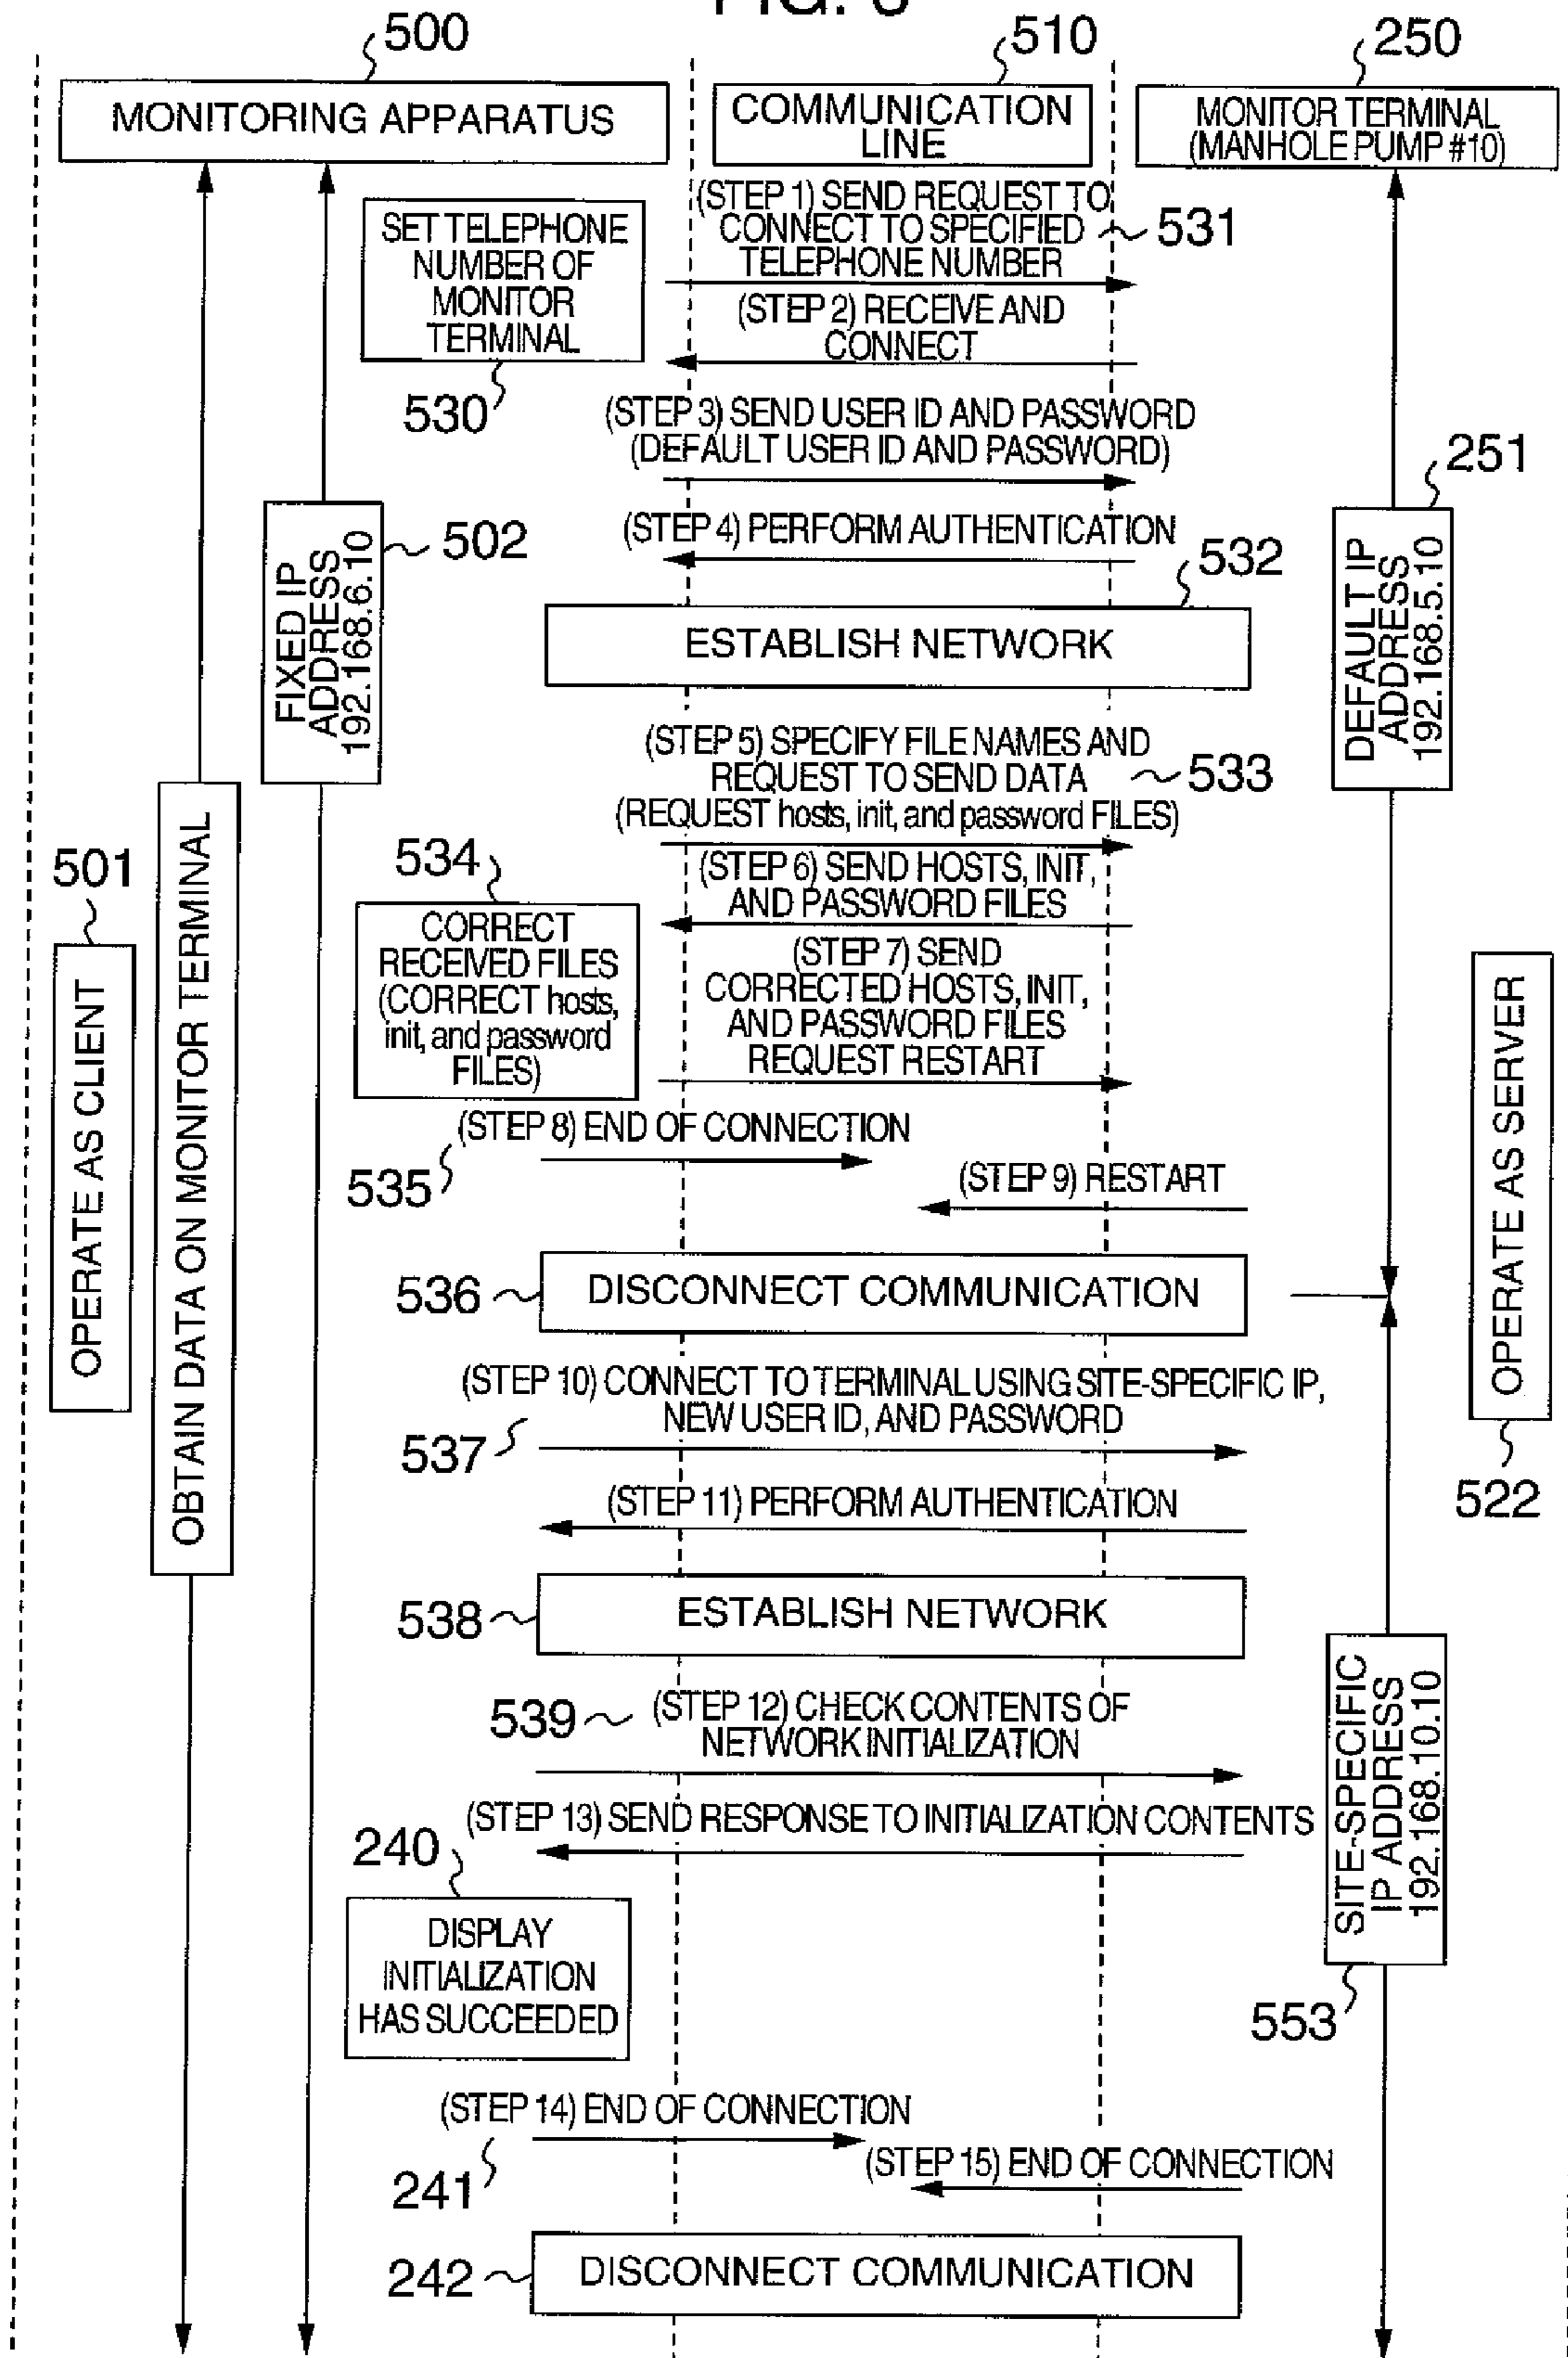 500
510
250
MONITORING APPARATUS
COMMUNICATION
LINE
MONITOR TERMINAL
(MANHOLE PUMP #10)
SET TELEPHONE
NUMBER OF
MONITOR
TERMINAL
530
(STEP 1) SEND REQUEST TO
CONNECT TO SPECIFIED
TELEPHONE NUMBER
531
(STEP 2) RECEIVE AND
CONNECT
(STEP 3) SEND USER ID AND PASSWORD
(DEFAULT USER ID AND PASSWORD)
251
(STEP 4) PERFORM AUTHENTICATION
502
532
FIXED IP
ADDRESS
192.168.6.10
ESTABLISH NETWORK
DEFAULT IP
ADDRESS
192.168.5.10
(STEP 5) SPECIFY FILE NAMES AND
REQUEST TO SEND DATA
(REQUEST hosts, init, and password FILES)
533
501
534
(STEP 6) SEND HOSTS, INIT,
AND PASSWORD FILES
CORRECT
RECEIVED FILES
(CORRECT hosts,
init, and password
FILES)
(STEP 7) SEND
CORRECTED HOSTS, INIT,
AND PASSWORD FILES
REQUEST RESTART
OPERATE AS CLIENT
OBTAIN DATA ON MONITOR TERMINAL
OPERATE AS SERVER
522
(STEP 8) END OF CONNECTION
535
(STEP 9) RESTART
536
DISCONNECT COMMUNICATION
(STEP 10) CONNECT TO TERMINAL USING SITE-SPECIFIC IP,
NEW USER ID, AND PASSWORD
537
(STEP 11) PERFORM AUTHENTICATION
538
ESTABLISH NETWORK
539
(STEP 12) CHECK CONTENTS OF
NETWORK INITIALIZATION
SITE-SPECIFIC
IP ADDRESS
192.168.10.10
553
(STEP 13) SEND RESPONSE TO INITIALIZATION CONTENTS
240
DISPLAY
INITIALIZATION
HAS SUCCEEDED
(STEP 14) END OF CONNECTION
241
(STEP 15) END OF CONNECTION
242
DISCONNECT COMMUNICATION